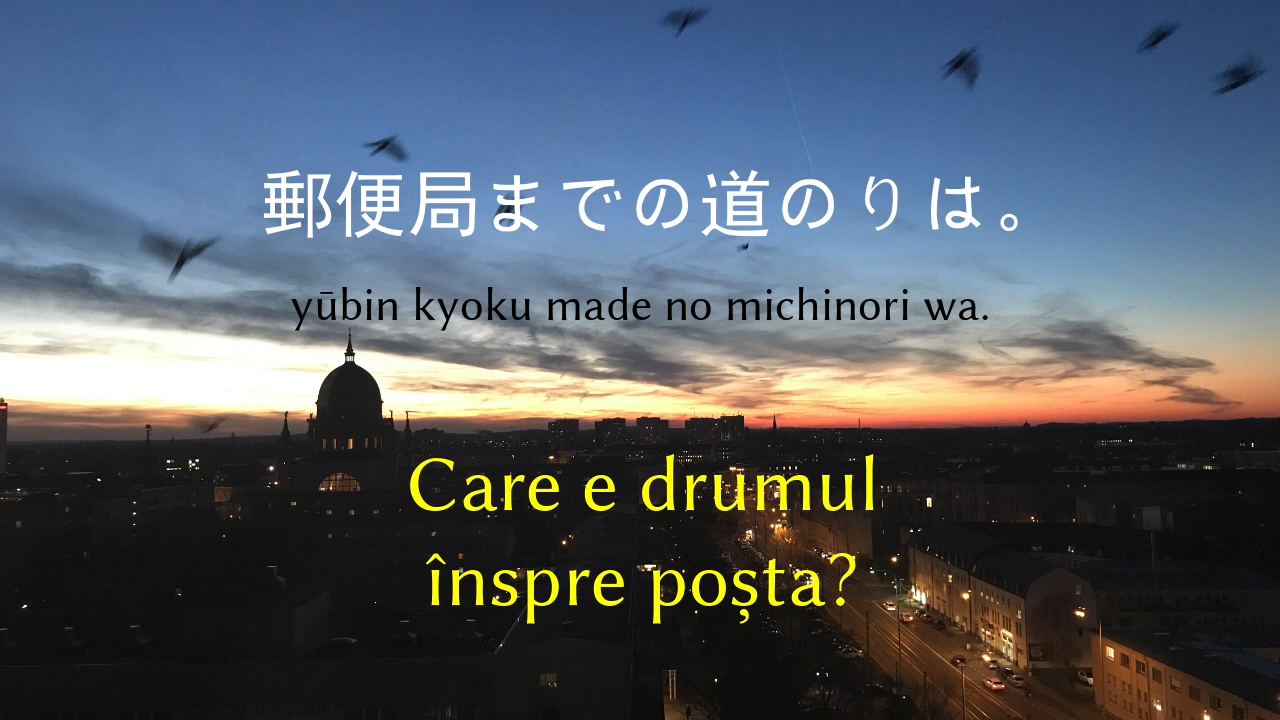 郵便局までの道のりは。
yūbin kyoku made no michinori wa.
Care e drumul
înspre poșta?